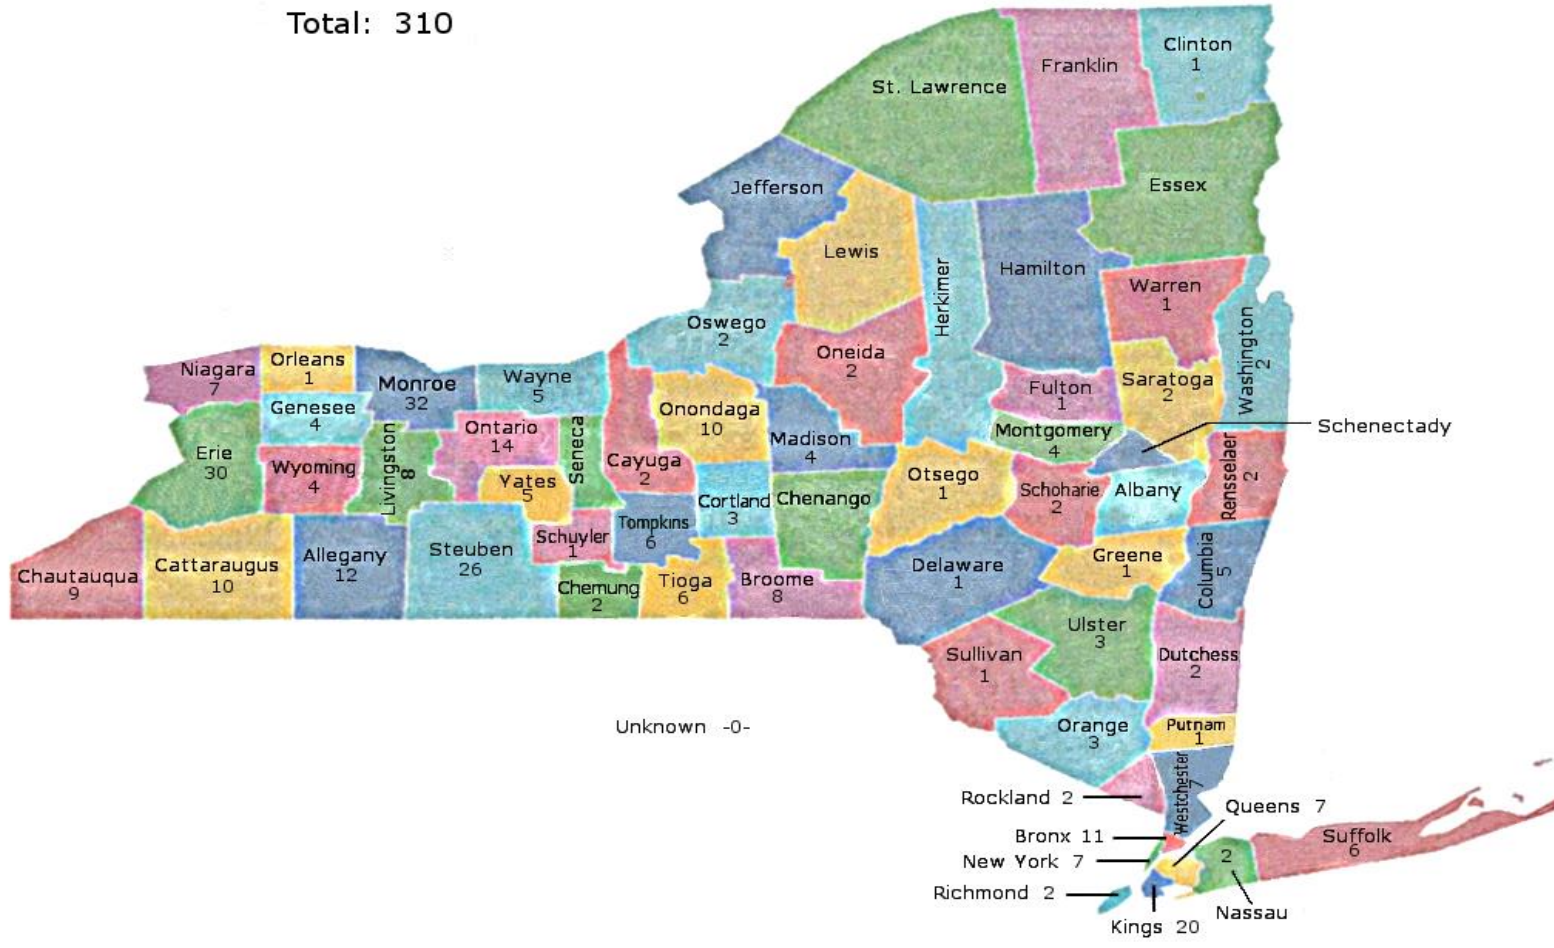 Total: 310
Clinton
1
Franklin
St. Lawrence
Essex
Jefferson
Lewis
Herkimer
Hamilton
Warren
1
Washington
2
Oswego
2
Oneida
2
Niagara
7
Orleans
1
Monroe
32
Wayne
5
Genesee
4
Onondaga
10
Madison
4
Fulton
1
Saratoga
2
Montgomery
4
Schenectady
Erie
30
Wyoming
4
Livingston
8
Ontario
14
Yates
5
Seneca
Cayuga
2
Cortland
3
Chenango
Otsego
1
Schoharie
2
Albany
Rensselaer
2
Chautauqua
9
Cattaraugus
10
Allegany
12
Steuben
26
Schuyler
1
Tompkins
6
Chemung
2
Tioga
6
Broome
8
Delaware
1
Greene
1
Columbia
5
Ulster
3
Sullivan
1
Dutchess
2
Unknown -0-
Orange
3
Putnam
1
Westchester
7
Rockland 2
Queens 7
Bronx 11
Suffolk
6
New York 7
2
Richmond 2
Nassau
Kings 20